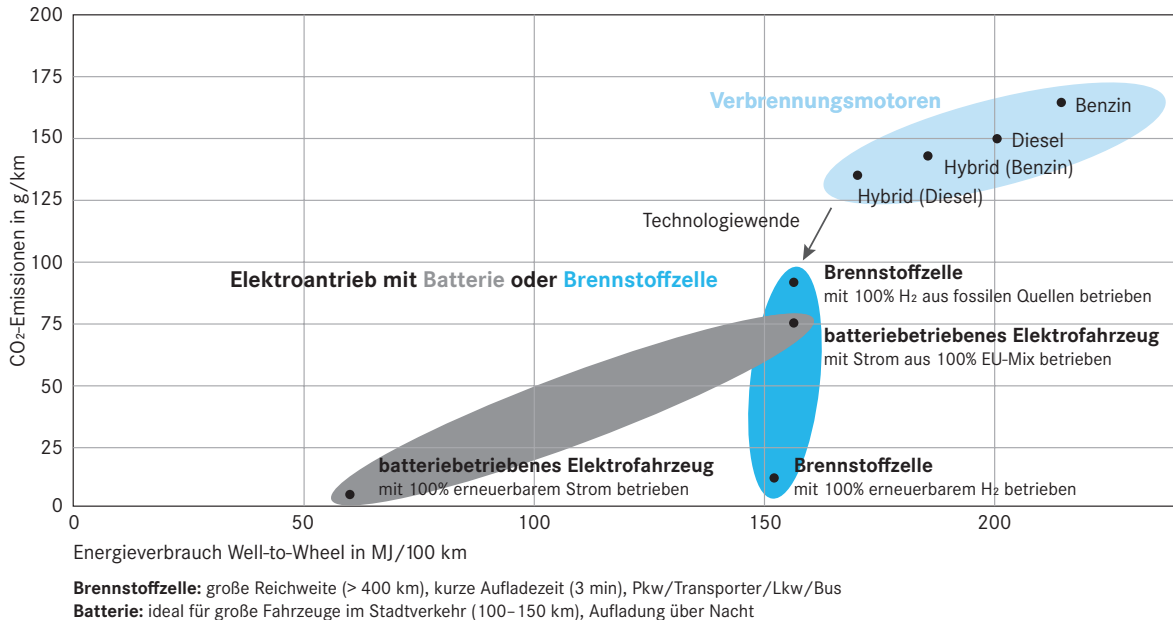 200
175
150
125
100
75
50
25
0
CO₂-Emissionen in g/km
Verbrennungsmotoren
Benzin
Diesel
Hybrid (Benzin)
Hybrid (Diesel)
Technologiewende
Elektroantrieb mit Batterie oder Brennstoffzelle
Brennstoffzelle
mit 100% H₂ aus fossilen Quellen betrieben
batteriebetriebenes Elektrofahrzeug
mit Strom aus 100% EU-Mix betrieben
batteriebetriebenes Elektrofahrzeug
mit 100% erneuerbarem Strom betrieben
Brennstoffzelle
mit 100% erneuerbarem H₂ betrieben
0 50 100 150 200
Energieverbrauch Well-to-Wheel in MJ/100 km
Brennstoffzelle: große Reichweite (> 400 km), kurze Aufladezeit (3 min), Pkw/Transporter/Lkw/Bus
Batterie: ideal für große Fahrzeuge im Stadtverkehr (100–150 km), Aufladung über Nacht